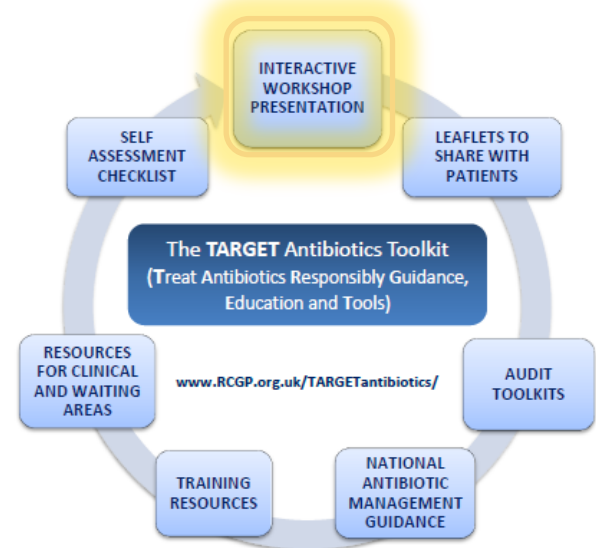 INTERACTIVE
WORKSHOP
PRESENTATION
LEAFLETS TO
SHARE WITH
PATIENTS
AUDIT
TOOLKITS
NATIONAL
ANTIBIOTIC
MANAGEMENT
GUIDANCE
TRAINING
RESOURCES
RESOURCES
FOR CLINICAL
AND WAITING
AREAS
SELF
ASSESSMENT
CHECKLIST
The TARGET Antibiotics Toolkit
(Treat Antibiotics Responsibly Guidance,
Education and Tools)
www.RCGP.org.uk/TARGETantibiotics/